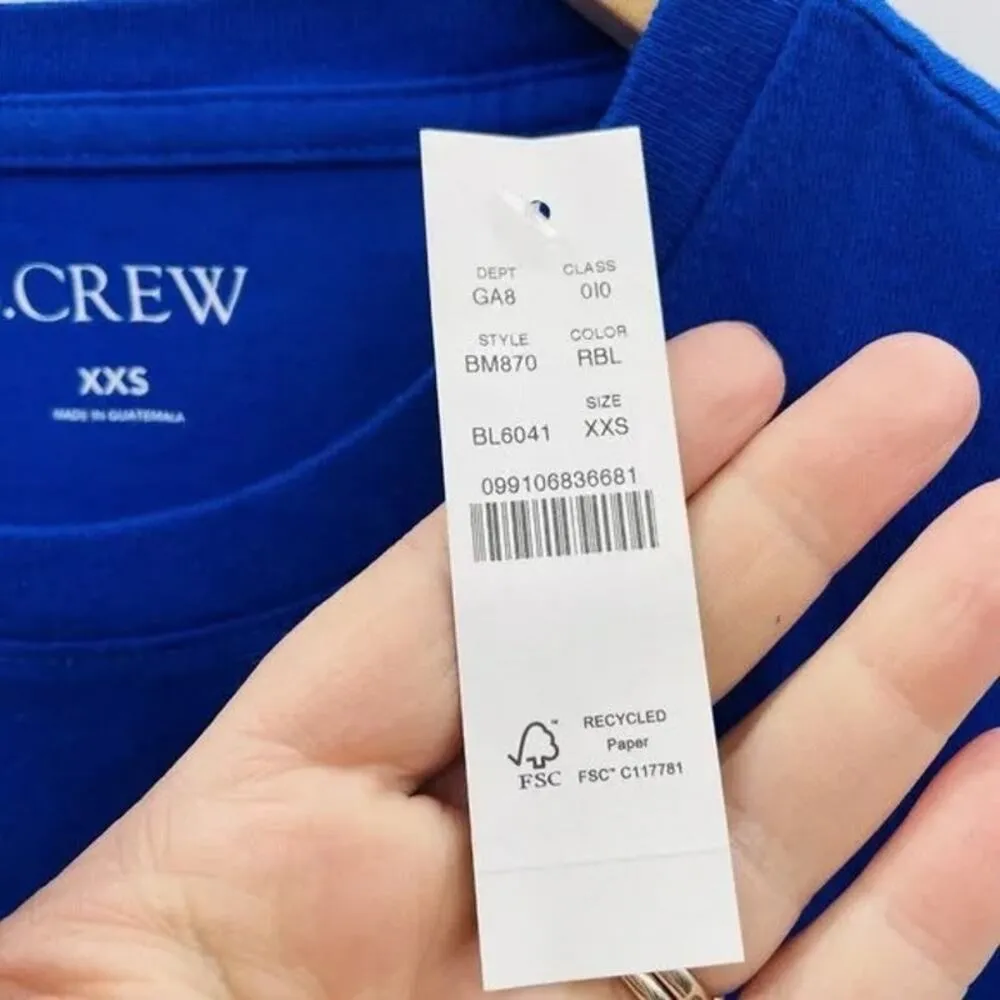 .CREW
XXS
MADE IN GUATEMALA
DEPT CLASS
GA8 010
STYLE COLOR
BM870 RBL
SIZE
BL6041 XXS
099106836681
FSC
RECYCLED
Paper
FSC™ C117781